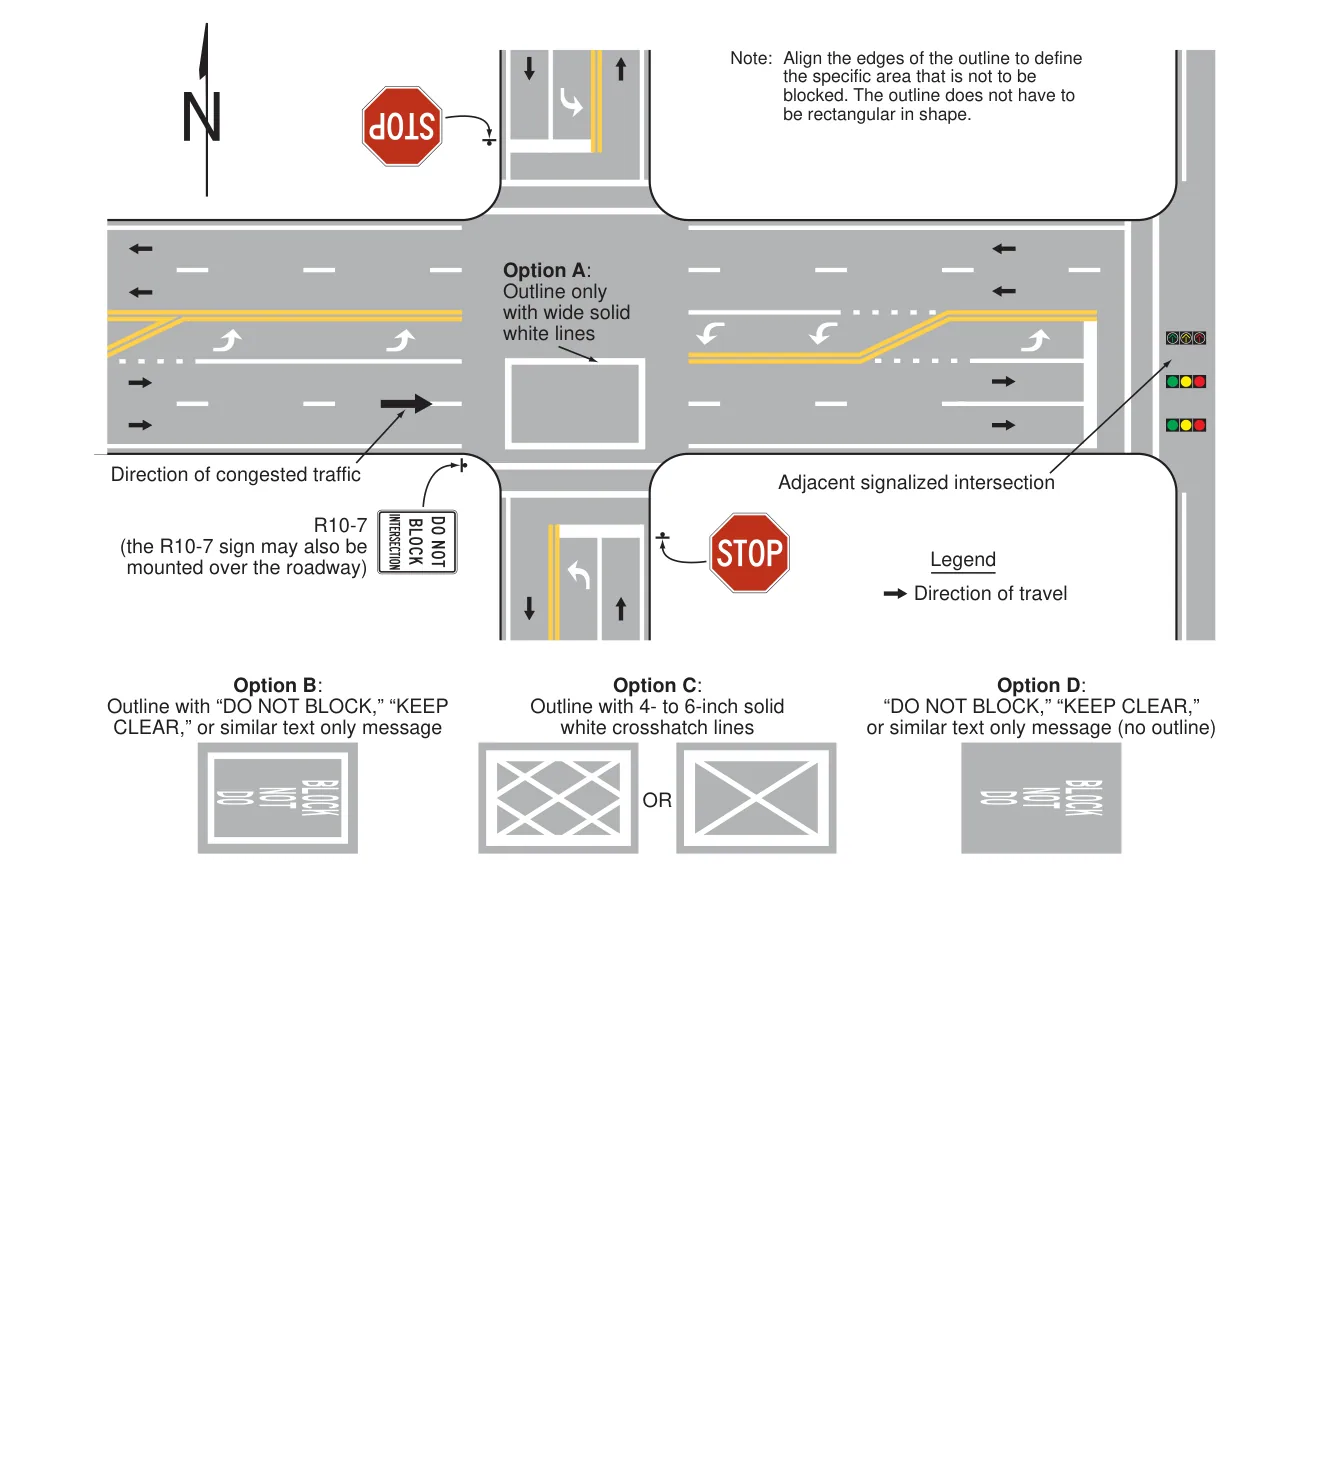 N
STOP
Note: Align the edges of the outline to define
the specific area that is not to be
blocked. The outline does not have to
be rectangular in shape.
Option A:
Outline only
with wide solid
white lines
Direction of congested traffic
Adjacent signalized intersection
R10-7
(the R10-7 sign may also be
mounted over the roadway)
DO NOT
BLOCK
INTERSECTION
STOP
Legend
Direction of travel
Option B:
Outline with “DO NOT BLOCK,” “KEEP
CLEAR,” or similar text only message
BLOCK
NOT
DO
Option C:
Outline with 4- to 6-inch solid
white crosshatch lines
OR
Option D:
“DO NOT BLOCK,” “KEEP CLEAR,”
or similar text only message (no outline)
BLOCK
NOT
DO